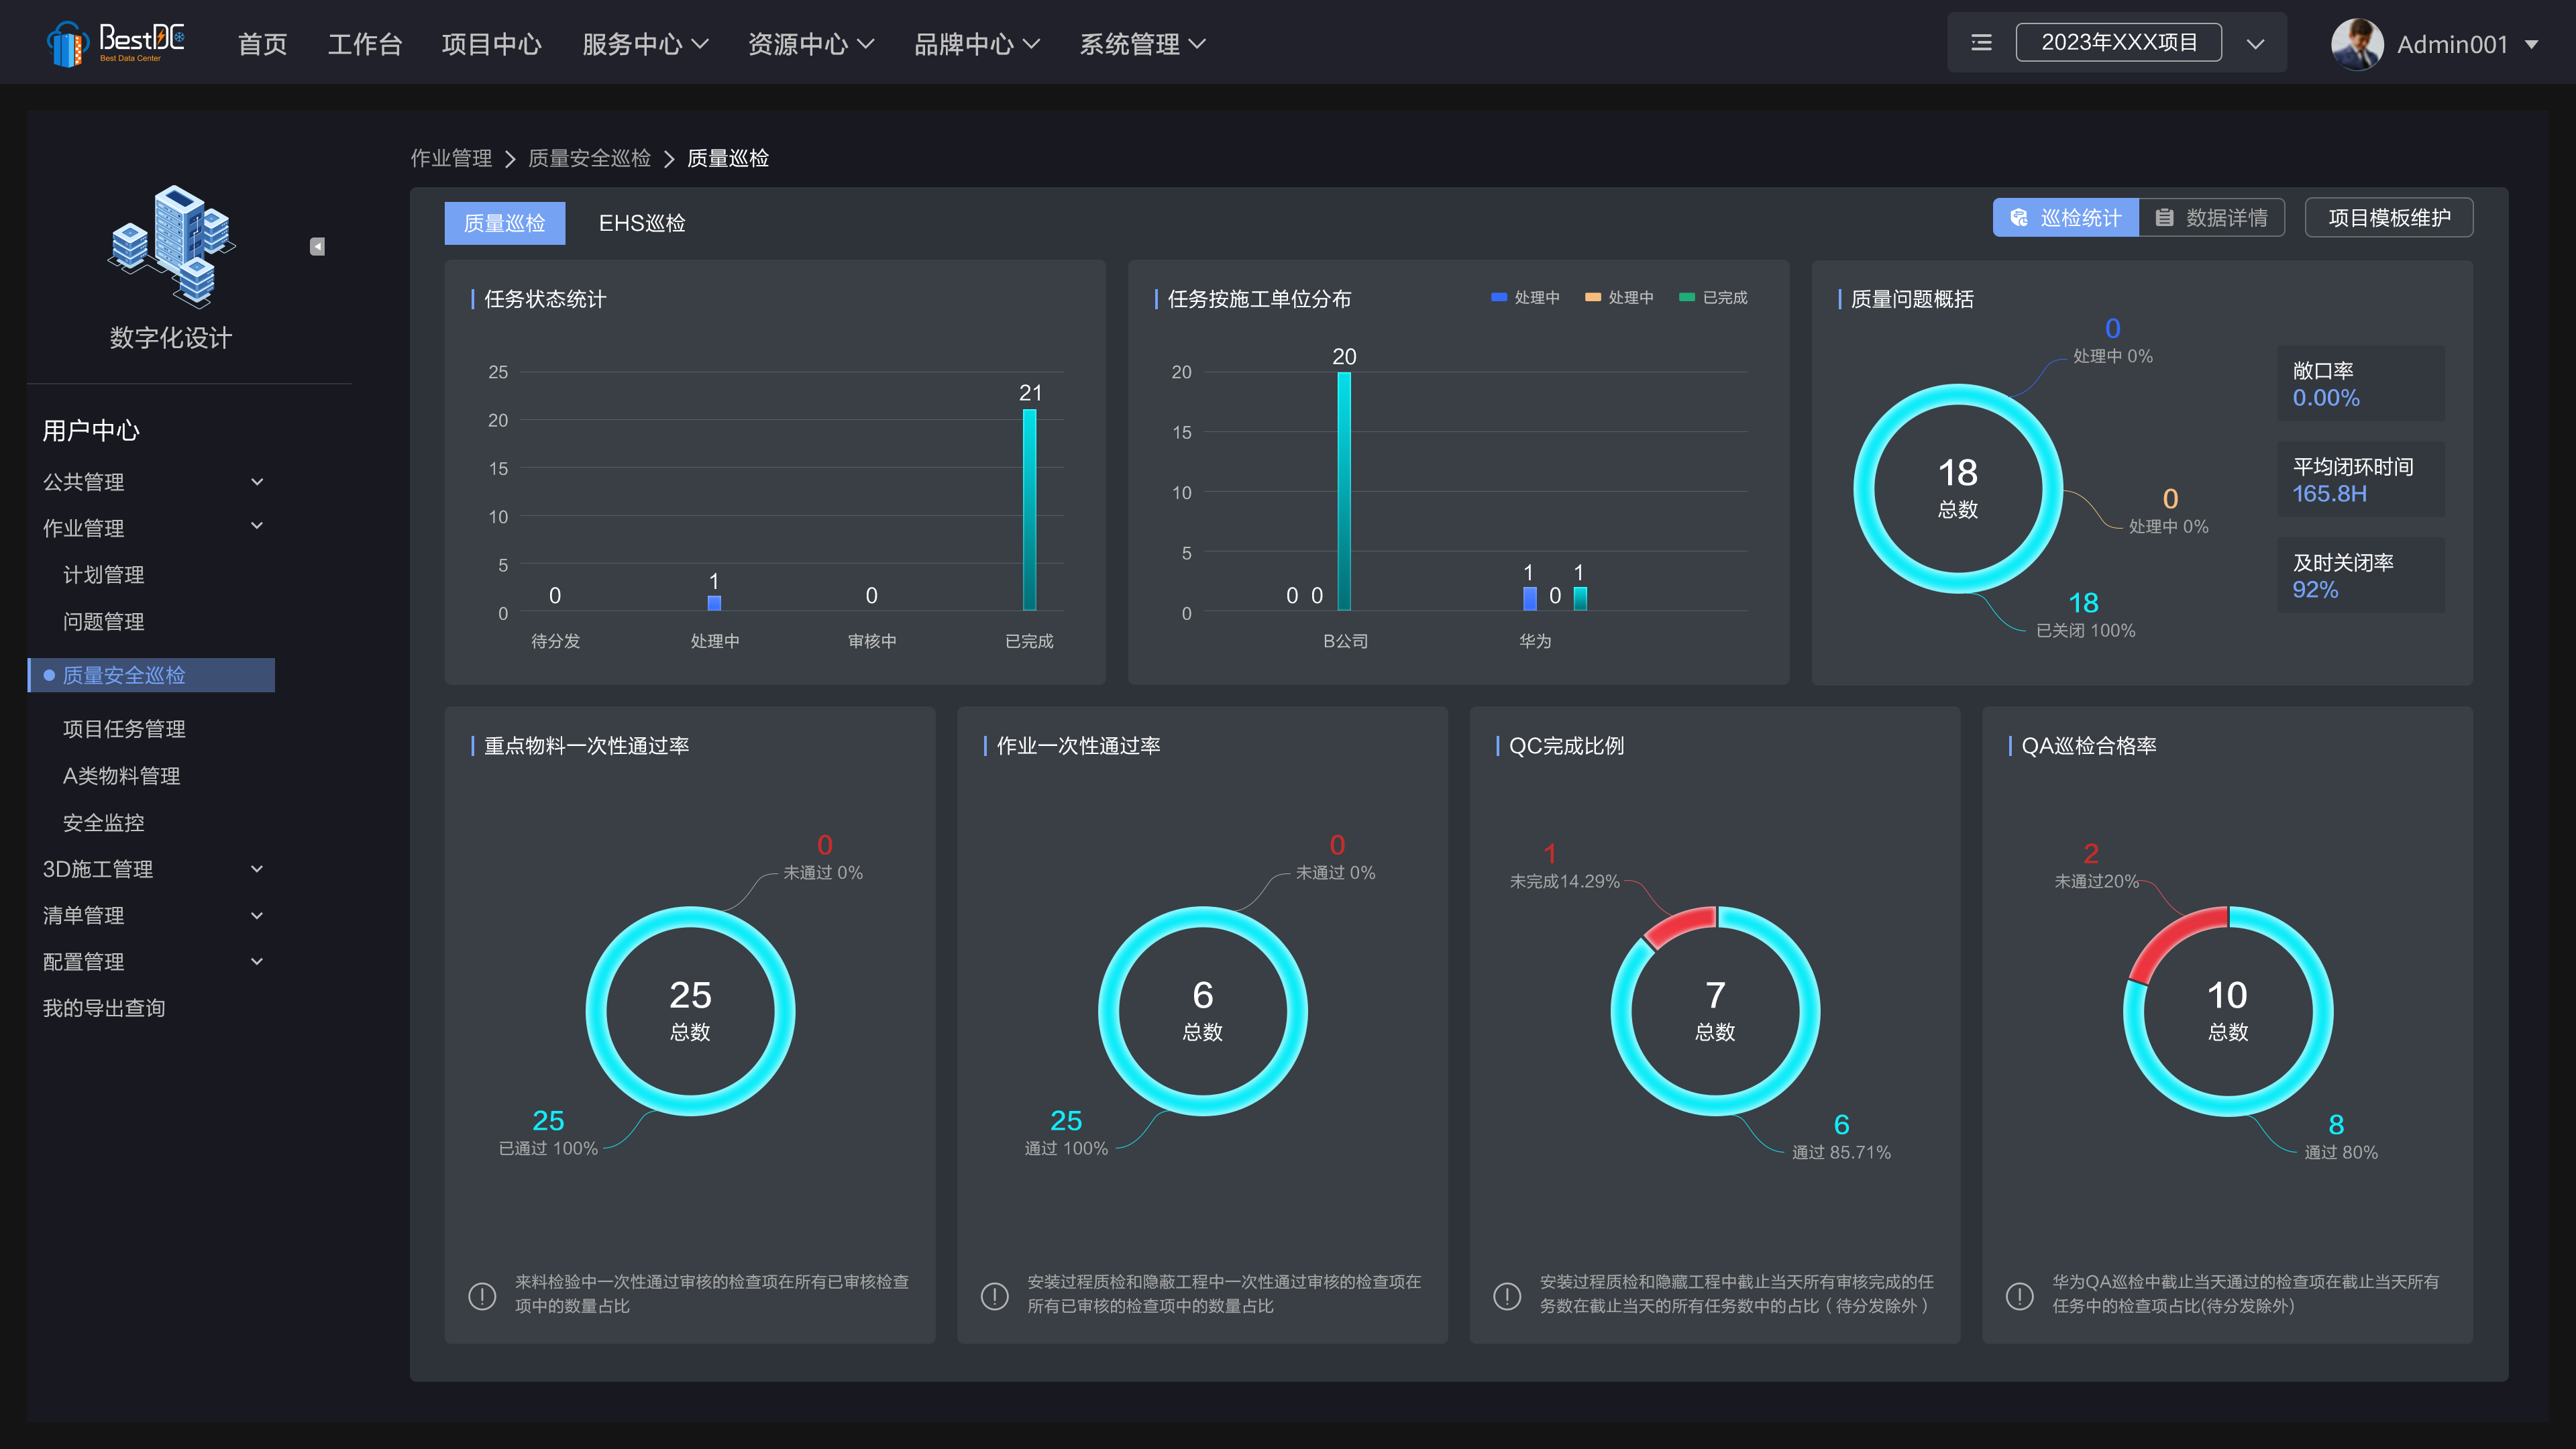 BestDC
Best Data Center
首页 工作台 项目中心 服务中心 资源中心 品牌中心 系统管理
2023年XXX项目
Admin001
数字化设计
用户中心
公共管理
作业管理
计划管理
问题管理
质量安全巡检
项目任务管理
A类物料管理
安全监控
3D施工管理
清单管理
配置管理
我的导出查询
作业管理 > 质量安全巡检 > 质量巡检
质量巡检 EHS巡检
巡检统计 数据详情 项目模板维护
任务状态统计
25
20
15
10
5
0
0 1 0 21
待分发 处理中 审核中 已完成
任务按施工单位分布
处理中 处理中 已完成
20
15
10
5
0
0 0 20 1 0 1
B公司 华为
质量问题概括
0
处理中 0%
18
总数
0
处理中 0%
18
已关闭 100%
敞口率
0.00%
平均闭环时间
165.8H
及时关闭率
92%
重点物料一次性通过率
0
未通过 0%
25
总数
25
已通过 100%
来料检验中一次性通过审核的检查项在所有已审核检查
项中的数量占比
作业一次性通过率
0
未通过 0%
6
总数
25
通过 100%
安装过程质检和隐蔽工程中一次性通过审核的检查项在
所有已审核的检查项中的数量占比
QC完成比例
1
未完成14.29%
7
总数
6
通过 85.71%
安装过程质检和隐藏工程中截止当天所有审核完成的任
务数在截止当天的所有任务数中的占比（待分发除外）
QA巡检合格率
2
未通过20%
10
总数
8
通过 80%
华为QA巡检中截止当天通过的检查项在截止当天所有
任务中的检查项占比(待分发除外)